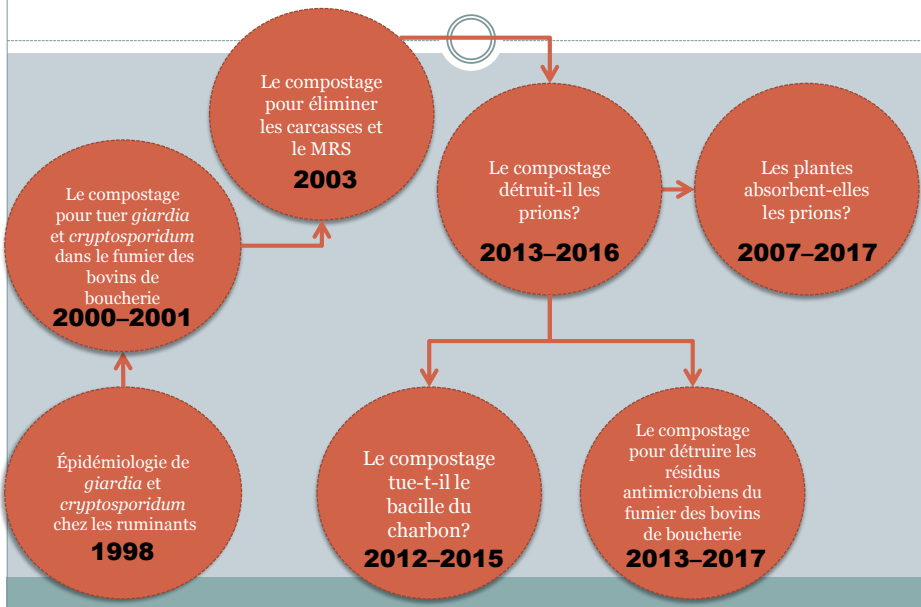 Épidémiologie de
giardia et
cryptosporidum
chez les ruminants
1998
Le compostage
pour tuer giardia
et cryptosporidum
dans le fumier des
bovins de
boucherie
2000–2001
Le compostage
pour éliminer
les carcasses et
le MRS
2003
Le compostage
détruit-il les
prions?
2013–2016
Les plantes
absorbent-elles
les prions?
2007–2017
Le compostage
tue-t-il le
bacille du
charbon?
2012–2015
Le compostage
pour détruire les
résidus
antimicrobiens du
fumier des bovins
de boucherie
2013–2017